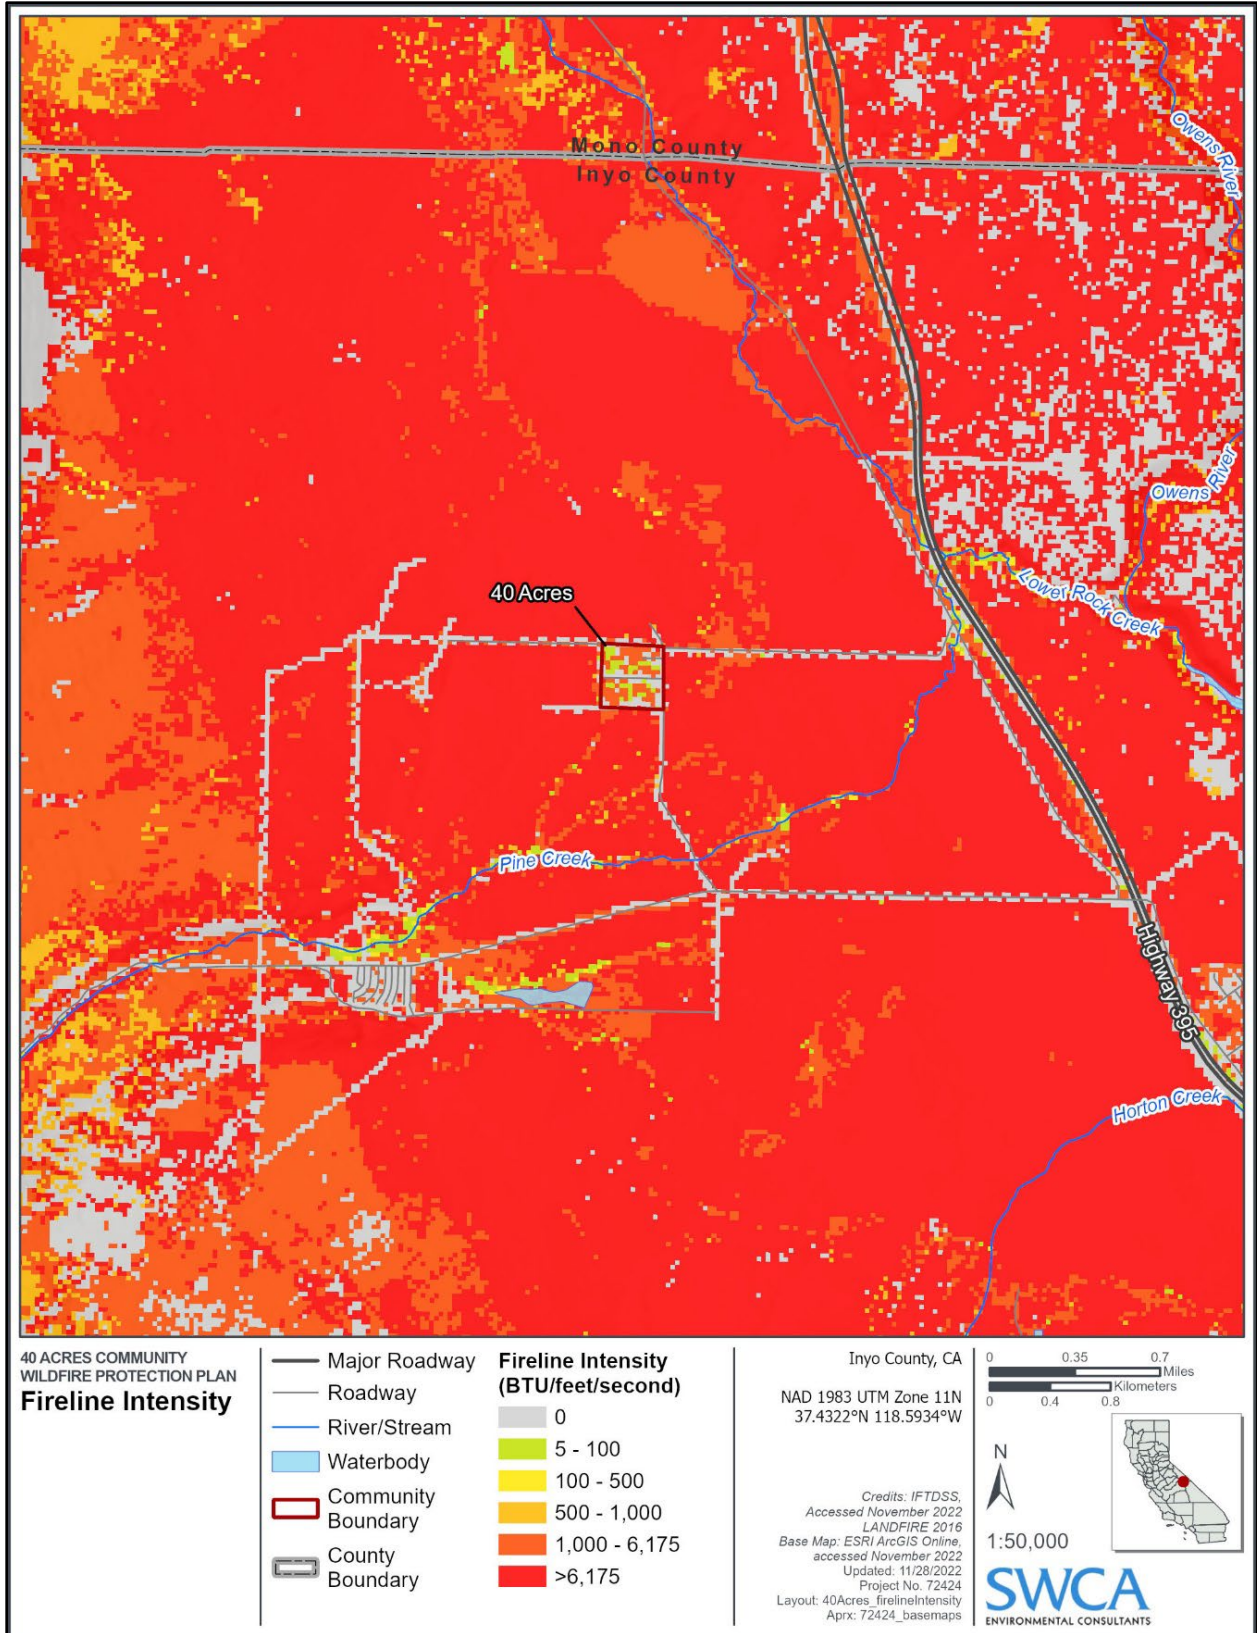 Mono County
Inyo County
Owens River
Owens River
40 Acres
Lower Rock Creek
Pine Creek
Highway 395
Horton Creek
40 ACRES COMMUNITY
WILDFIRE PROTECTION PLAN
Fireline Intensity
Major Roadway
Roadway
River/Stream
Waterbody
Community
Boundary
County
Boundary
Fireline Intensity
(BTU/feet/second)
0
5 - 100
100 - 500
500 - 1,000
1,000 - 6,175
>6,175
Inyo County, CA
NAD 1983 UTM Zone 11N
37.4322°N 118.5934°W
Credits: IFTDSS,
Accessed November 2022
LANDFIRE 2016
Base Map: ESRI ArcGIS Online,
accessed November 2022
Updated: 11/28/2022
Project No. 72424
Layout: 40Acres_firelineIntensity
Aprx: 72424_basemaps
0 0.35 0.7
Miles
Kilometers
0 0.4 0.8
N
1:50,000
SWCA
ENVIRONMENTAL CONSULTANTS